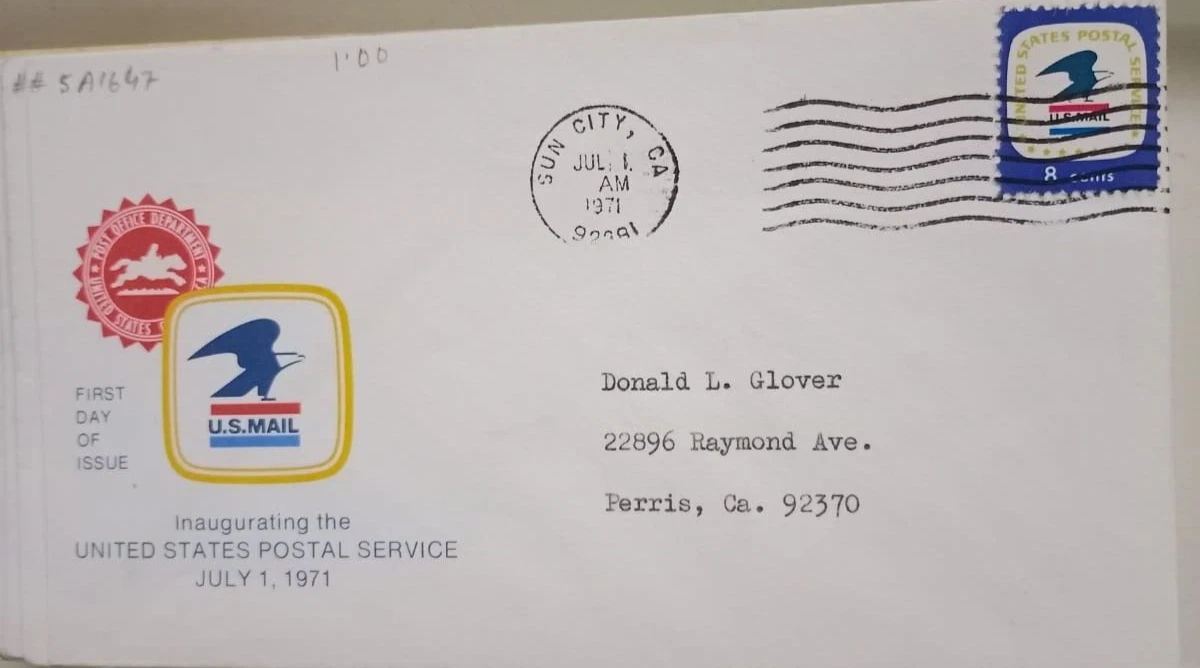 ## 5A1647
1.00
SUN CITY, CA
JUL 1
AM
1971
UNITED STATES POSTAL SERVICE
U.S. MAIL
8 cents
POST OFFICE DEPARTMENT
UNITED STATES
U.S.MAIL
FIRST
DAY
OF
ISSUE
Inaugurating the
UNITED STATES POSTAL SERVICE
JULY 1, 1971
Donald L. Glover
22896 Raymond Ave.
Perris, Ca. 92370